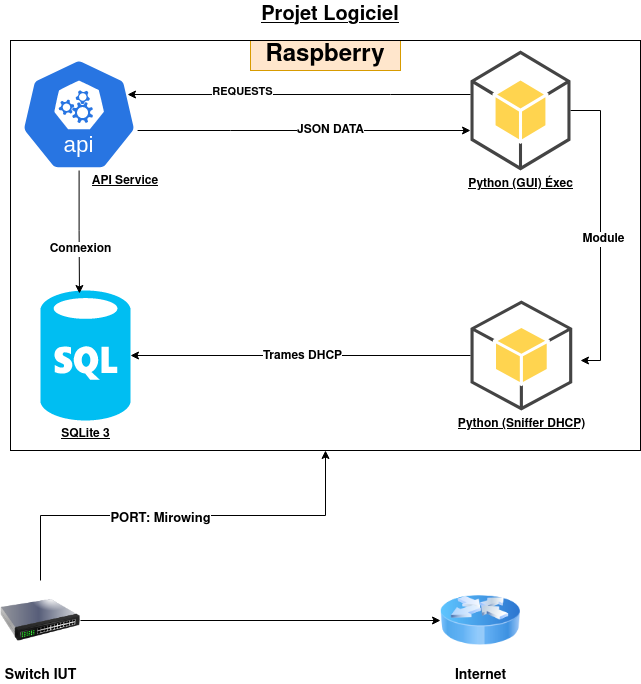 Projet Logiciel
Raspberry
REQUESTS
JSON DATA
api
API Service
Python (GUI) Éxec
Connexion
Module
SQL
Trames DHCP
SQLite 3
Python (Sniffer DHCP)
PORT: Mirowing
Switch IUT
Internet